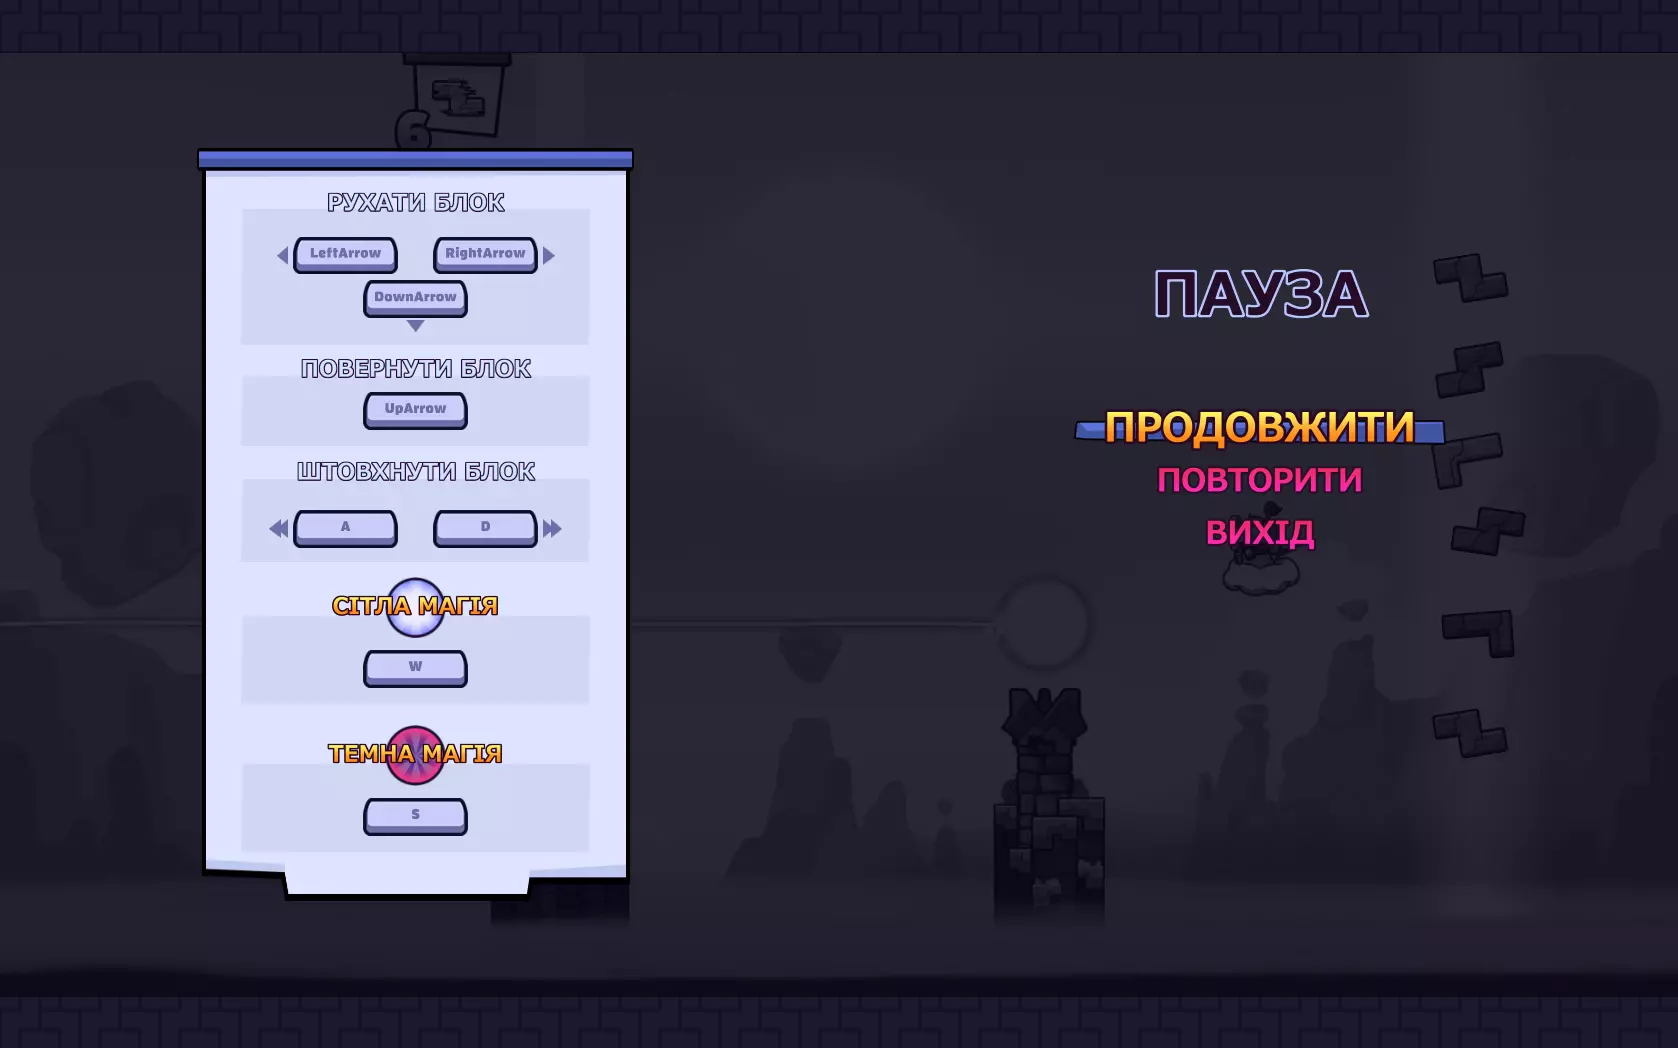 6
РУХАТИ БЛОК
LeftArrow RightArrow
DownArrow
ПОВЕРНУТИ БЛОК
UpArrow
ШТОВХНУТИ БЛОК
A D
СІТЛА МАГІЯ
W
ТЕМНА МАГІЯ
S
ПАУЗА
ПРОДОВЖИТИ
ПОВТОРИТИ
ВИХІД